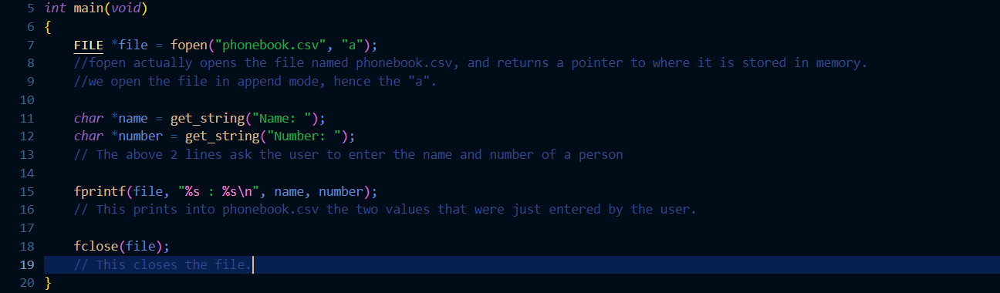 5 int main(void)
6 {
7 FILE *file = fopen("phonebook.csv", "a");
8 //fopen actually opens the file named phonebook.csv, and returns a pointer to where it is stored in memory.
9 //we open the file in append mode, hence the "a".
10
11 char *name = get_string("Name: ");
12 char *number = get_string("Number: ");
13 // The above 2 lines ask the user to enter the name and number of a person
14
15 fprintf(file, "%s : %s\n", name, number);
16 // This prints into phonebook.csv the two values that were just entered by the user.
17
18 fclose(file);
19 // This closes the file.
20 }